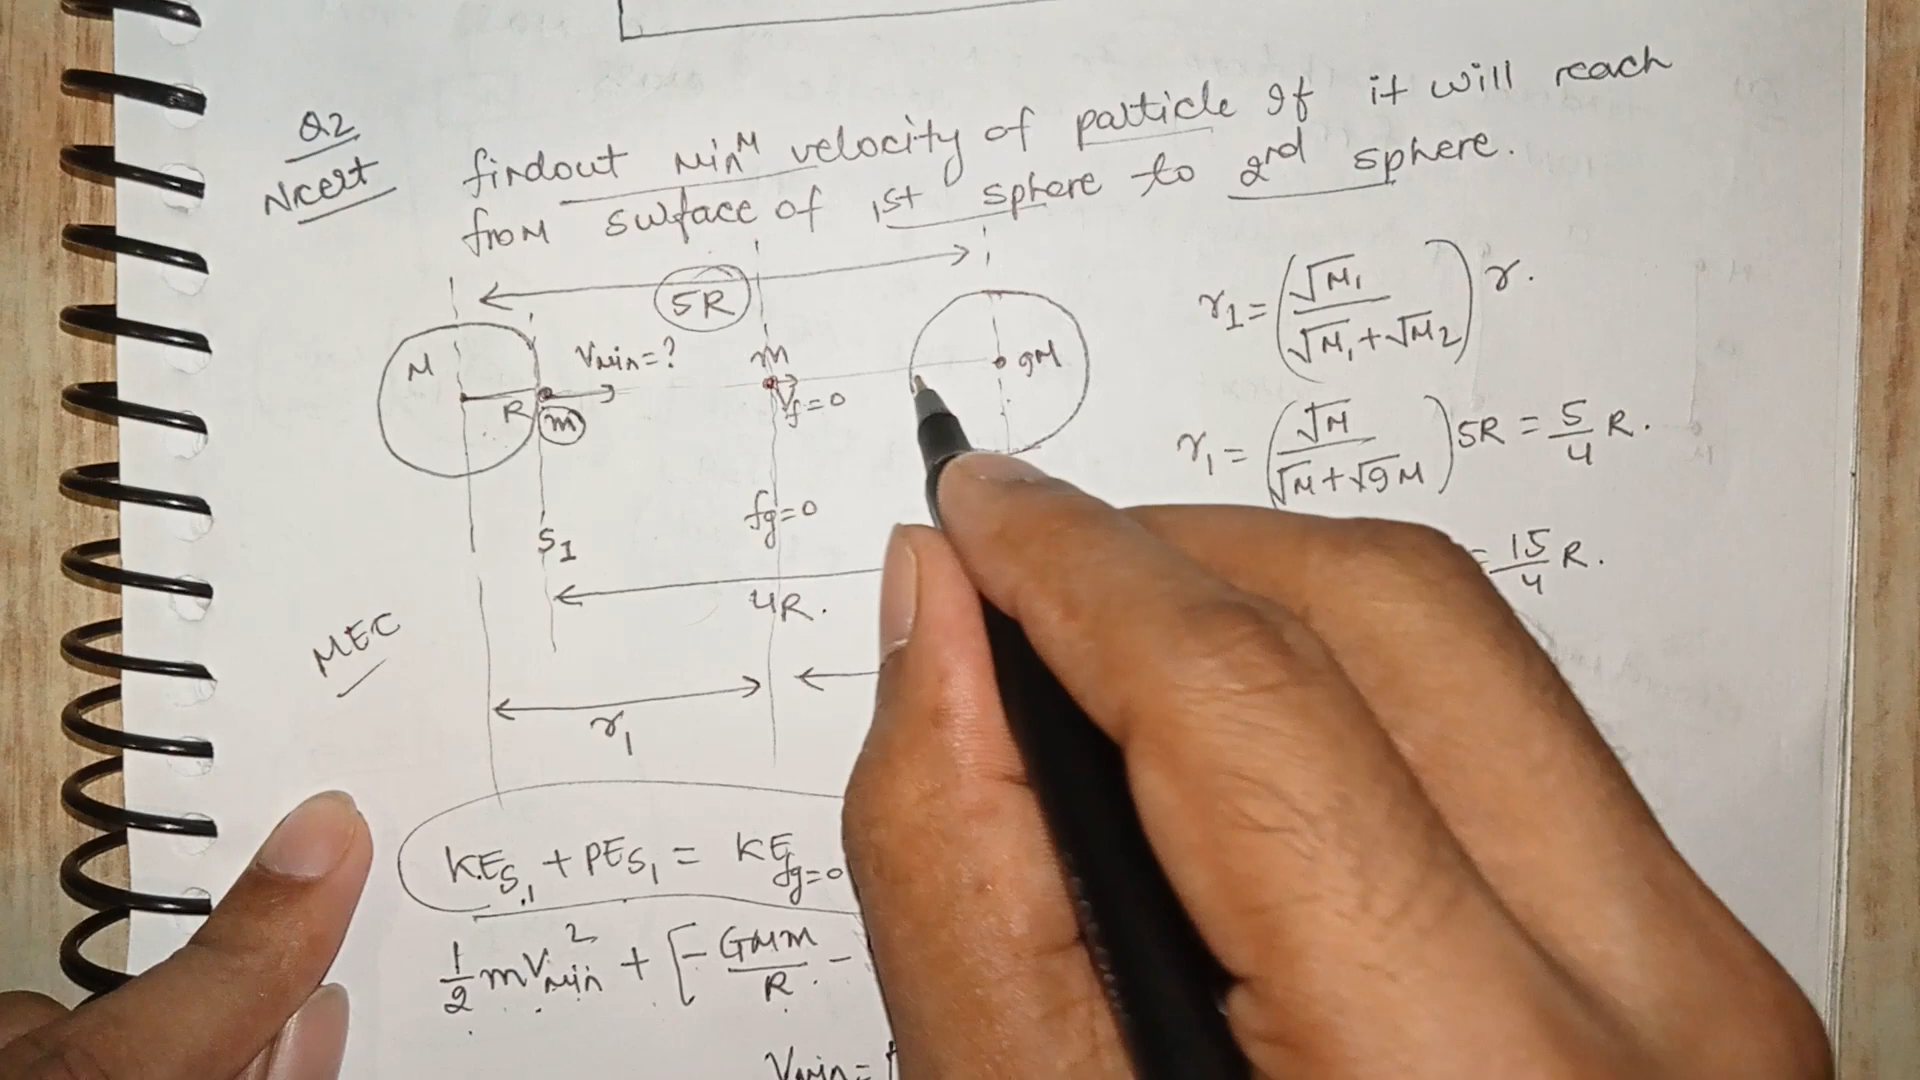 Q2
Ncert
findout minᴹ velocity of particle If it will reach
from surface of 1st sphere to 2nd sphere.
5R
M
R
m
Vmin=?
m
Vf=0
9M
r1=(√M1/(√M1+√M2))r.
r1=(√M/(√M+√9M))5R=5/4 R.
=15/4 R.
fg=0
S1
4R.
MEC
r1
KES1+PES1=KEfg=0
1/2 mV²min+[-GMm/R-
Vmin=